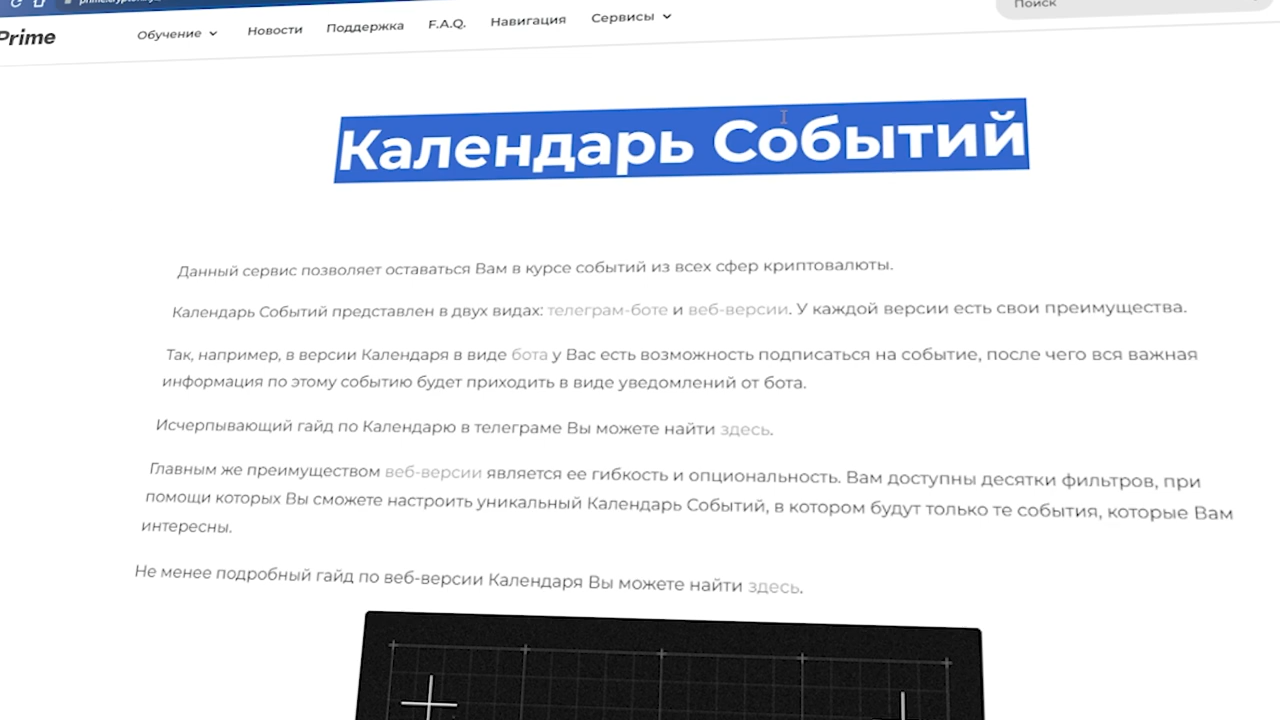 Prime
Обучение
Новости
Поддержка
F.A.Q.
Навигация
Сервисы
Поиск
Календарь Событий
Данный сервис позволяет оставаться Вам в курсе событий из всех сфер криптовалюты.
Календарь Событий представлен в двух видах: телеграм-боте и веб-версии. У каждой версии есть свои преимущества.
Так, например, в версии Календаря в виде бота у Вас есть возможность подписаться на событие, после чего вся важная
информация по этому событию будет приходить в виде уведомлений от бота.
Исчерпывающий гайд по Календарю в телеграме Вы можете найти здесь.
Главным же преимуществом веб-версии является ее гибкость и опциональность. Вам доступны десятки фильтров, при
помощи которых Вы сможете настроить уникальный Календарь Событий, в котором будут только те события, которые Вам
интересны.
Не менее подробный гайд по веб-версии Календаря Вы можете найти здесь.